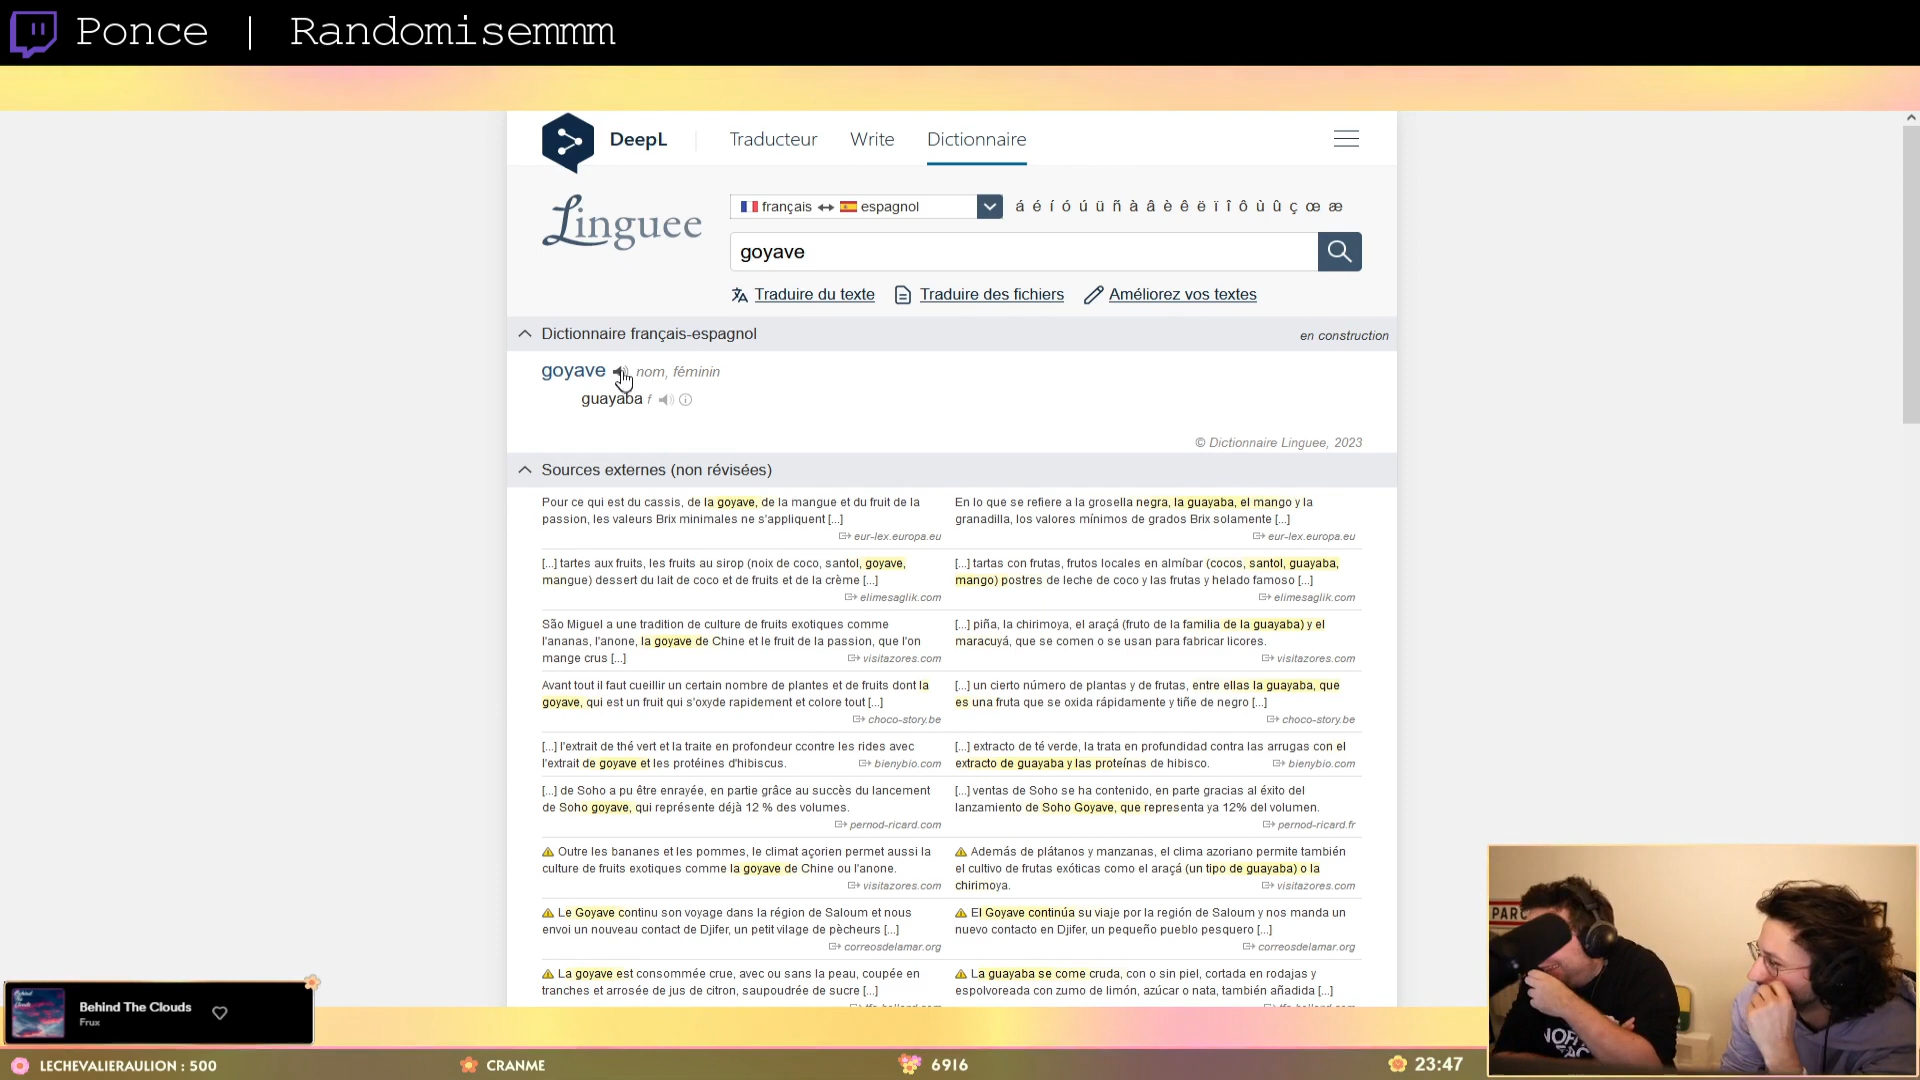 Ponce | Randomisemmm
DeepL
Traducteur Write Dictionnaire
Linguee
français ↔ espagnol
á é í ó ú ü ñ à â è ê ë ï î ô ù û ç œ æ
goyave
Traduire du texte Traduire des fichiers Améliorez vos textes
Dictionnaire français-espagnol
en construction
goyave nom, féminin
guayaba f
© Dictionnaire Linguee, 2023
Sources externes (non révisées)
Pour ce qui est du cassis, de la goyave, de la mangue et du fruit de la
passion, les valeurs Brix minimales ne s'appliquent [...]
eur-lex.europa.eu
En lo que se refiere a la grosella negra, la guayaba, el mango y la
granadilla, los valores mínimos de grados Brix solamente [...]
eur-lex.europa.eu
[...] tartes aux fruits, les fruits au sirop (noix de coco, santol, goyave,
mangue) dessert du lait de coco et de fruits et de la crème [...]
elimesaglik.com
[...] tartas con frutas, frutos locales en almíbar (cocos, santol, guayaba,
mango) postres de leche de coco y las frutas y helado famoso [...]
elimesaglik.com
São Miguel a une tradition de culture de fruits exotiques comme
l'ananas, l'anone, la goyave de Chine et le fruit de la passion, que l'on
mange crus [...]
visitazores.com
[...] piña, la chirimoya, el araçá (fruto de la familia de la guayaba) y el
maracuyá, que se comen o se usan para fabricar licores.
visitazores.com
Avant tout il faut cueillir un certain nombre de plantes et de fruits dont la
goyave, qui est un fruit qui s'oxyde rapidement et colore tout [...]
choco-story.be
[...] un cierto número de plantas y de frutas, entre ellas la guayaba, que
es una fruta que se oxida rápidamente y tiñe de negro [...]
choco-story.be
[...] l'extrait de thé vert et la traite en profondeur ccontre les rides avec
l'extrait de goyave et les protéines d'hibiscus.
bienybio.com
[...] extracto de té verde, la trata en profundidad contra las arrugas con el
extracto de guayaba y las proteínas de hibisco.
bienybio.com
[...] de Soho a pu être enrayée, en partie grâce au succès du lancement
de Soho goyave, qui représente déjà 12 % des volumes.
pernod-ricard.com
[...] ventas de Soho se ha contenido, en parte gracias al éxito del
lanzamiento de Soho Goyave, que representa ya 12% del volumen.
pernod-ricard.fr
Outre les bananes et les pommes, le climat açorien permet aussi la
culture de fruits exotiques comme la goyave de Chine ou l'anone.
visitazores.com
Además de plátanos y manzanas, el clima azoriano permite también
el cultivo de frutas exóticas como el araçá (un tipo de guayaba) o la
chirimoya.
visitazores.com
Le Goyave continu son voyage dans la région de Saloum et nous
envoi un nouveau contact de Djifer, un petit vilage de pècheurs [...]
correosdelamar.org
El Goyave continúa su viaje por la región de Saloum y nos manda un
nuevo contacto en Djifer, un pequeño pueblo pesquero [...]
correosdelamar.org
La goyave est consommée crue, avec ou sans la peau, coupée en
tranches et arrosée de jus de citron, saupoudrée de sucre [...]
La guayaba se come cruda, con o sin piel, cortada en rodajas y
espolvoreada con zumo de limón, azúcar o nata, también añadida [...]
PARC
Behind The Clouds
Frux
LECHEVALIERAULION : 500
CRANME
6916
23:47